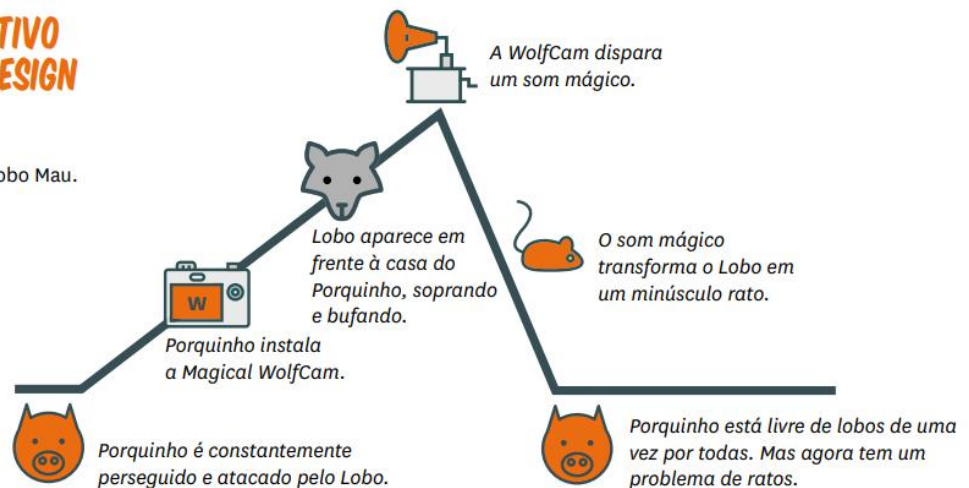 TIVO
ESIGN
obo Mau.
A WolfCam dispara
um som mágico.
Lobo aparece em
frente à casa do
Porquinho, soprando
e bufando.
O som mágico
transforma o Lobo em
um minúsculo rato.
W
Porquinho instala
a Magical WolfCam.
Porquinho é constantemente
perseguido e atacado pelo Lobo.
Porquinho está livre de lobos de uma
vez por todas. Mas agora tem um
problema de ratos.